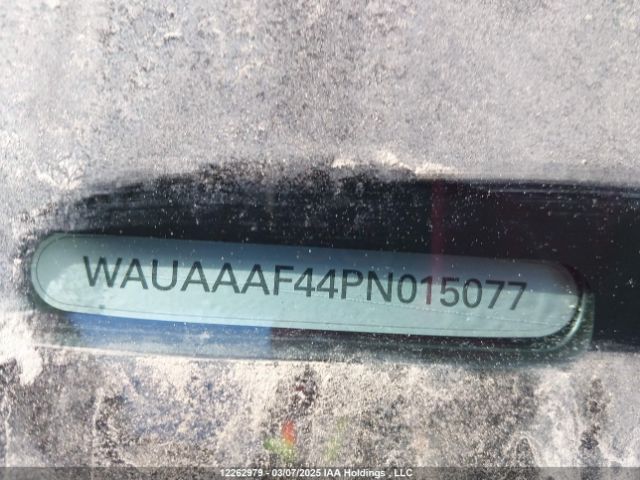 WAUAAAF44PN015077
12262979 - 03/07/2025 IAA Holdings , LLC